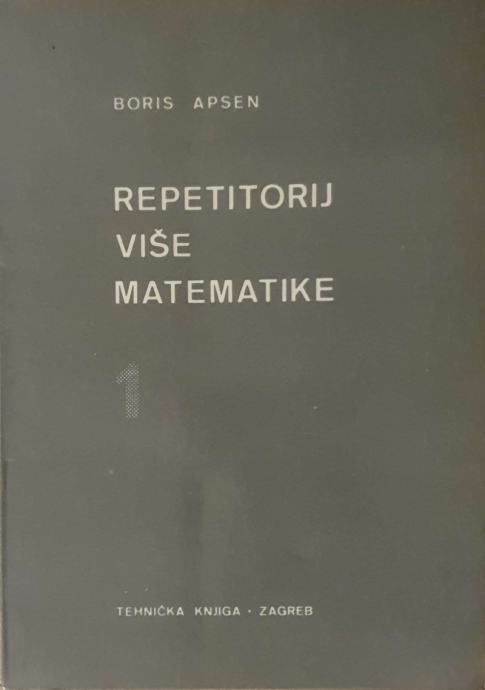 BORIS APSEN
REPETITORIJ
VIŠE
MATEMATIKE
1
TEHNIČKA KNJIGA · ZAGREB